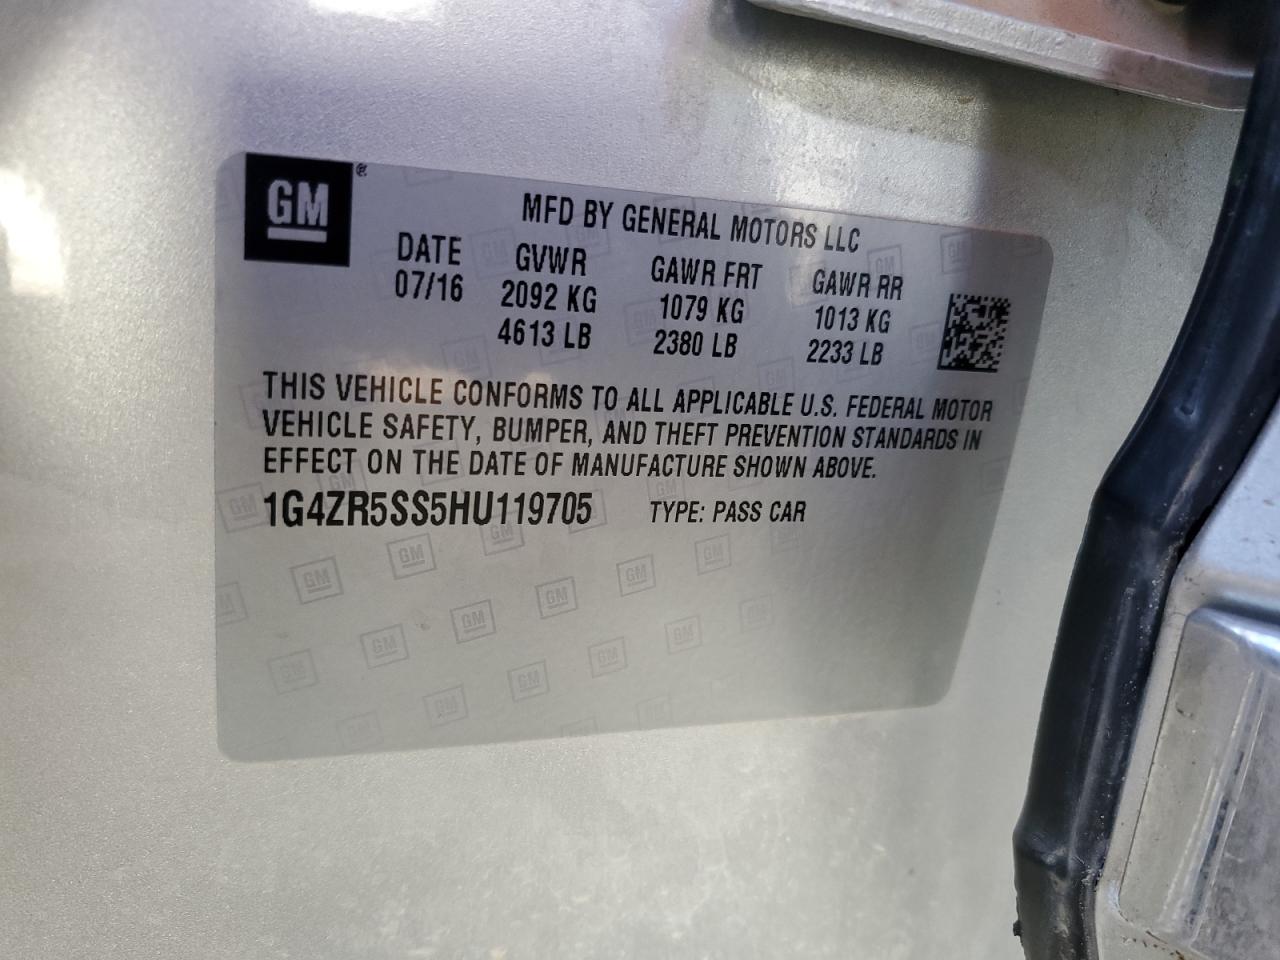 GM®
MFD BY GENERAL MOTORS LLC
DATE GVWR GAWR FRT GAWR RR
07/16 2092 KG 1079 KG 1013 KG
4613 LB 2380 LB 2233 LB
THIS VEHICLE CONFORMS TO ALL APPLICABLE U.S. FEDERAL MOTOR
VEHICLE SAFETY, BUMPER, AND THEFT PREVENTION STANDARDS IN
EFFECT ON THE DATE OF MANUFACTURE SHOWN ABOVE.
1G4ZR5SS5HU119705 TYPE: PASS CAR